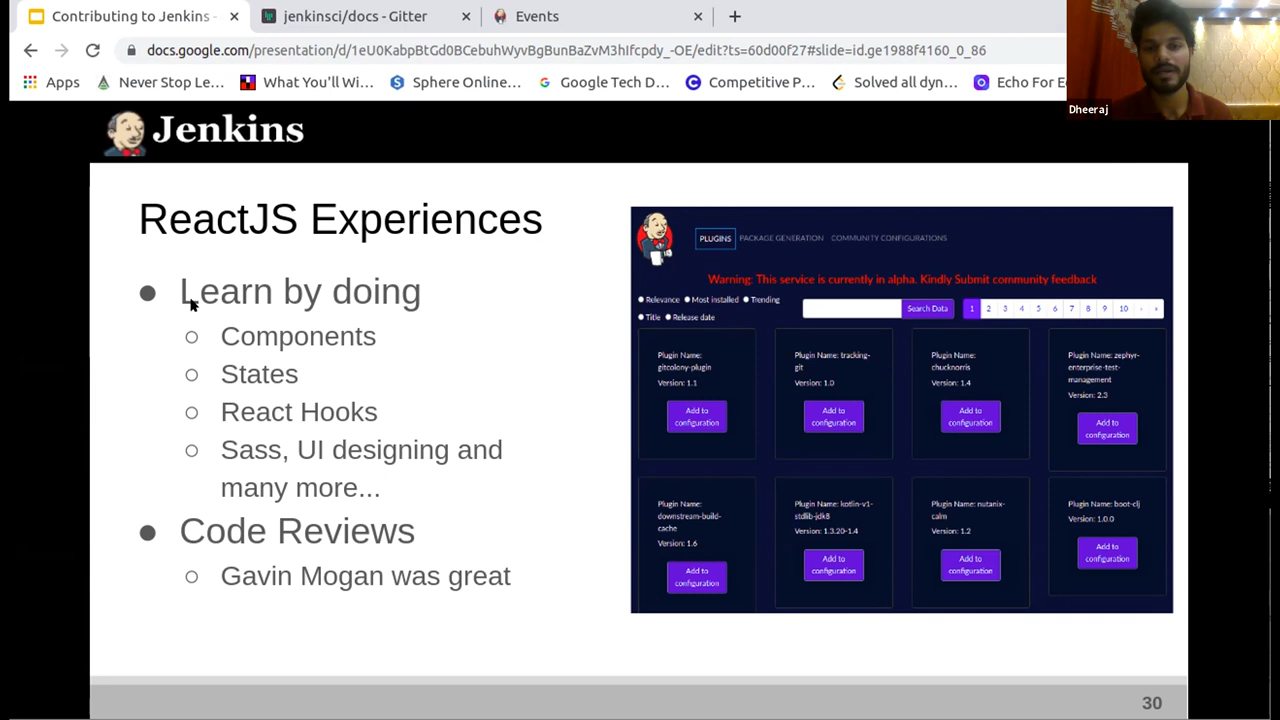 Contributing to Jenkins -
jenkinsci/docs - Gitter
Events
docs.google.com/presentation/d/1eU0KabpBtGd0BCebuhWyvBgBunBaZvM3hIfcpdy_-OE/edit?ts=60d00f27#slide=id.ge1988f4160_0_86
Apps
Never Stop Le...
What You'll Wi...
Sphere Online...
Google Tech D...
Competitive P...
Solved all dyn...
Echo For E
Dheeraj
Jenkins
ReactJS Experiences
Learn by doing
Components
States
React Hooks
Sass, UI designing and
many more...
Code Reviews
Gavin Mogan was great
PLUGINS PACKAGE GENERATION COMMUNITY CONFIGURATIONS
Warning: This service is currently in alpha. Kindly Submit community feedback
Relevance Most installed Trending
Title Release date
Search Data
1 2 3 4 5 6 7 8 9 10 › »
Plugin Name:
gitcolony-plugin
Version: 1.1
Add to
configuration
Plugin Name: tracking-
git
Version: 1.0
Add to
configuration
Plugin Name:
chucknorris
Version: 1.4
Add to
configuration
Plugin Name: zephyr-
enterprise-test-
management
Version: 2.3
Add to
configuration
Plugin Name:
downstream-build-
cache
Version: 1.6
Add to
configuration
Plugin Name: kotlin-v1-
stdlib-jdk8
Version: 1.3.20-1.4
Add to
configuration
Plugin Name: nutanix-
calm
Version: 1.2
Add to
configuration
Plugin Name: boot-clj
Version: 1.0.0
Add to
configuration
30